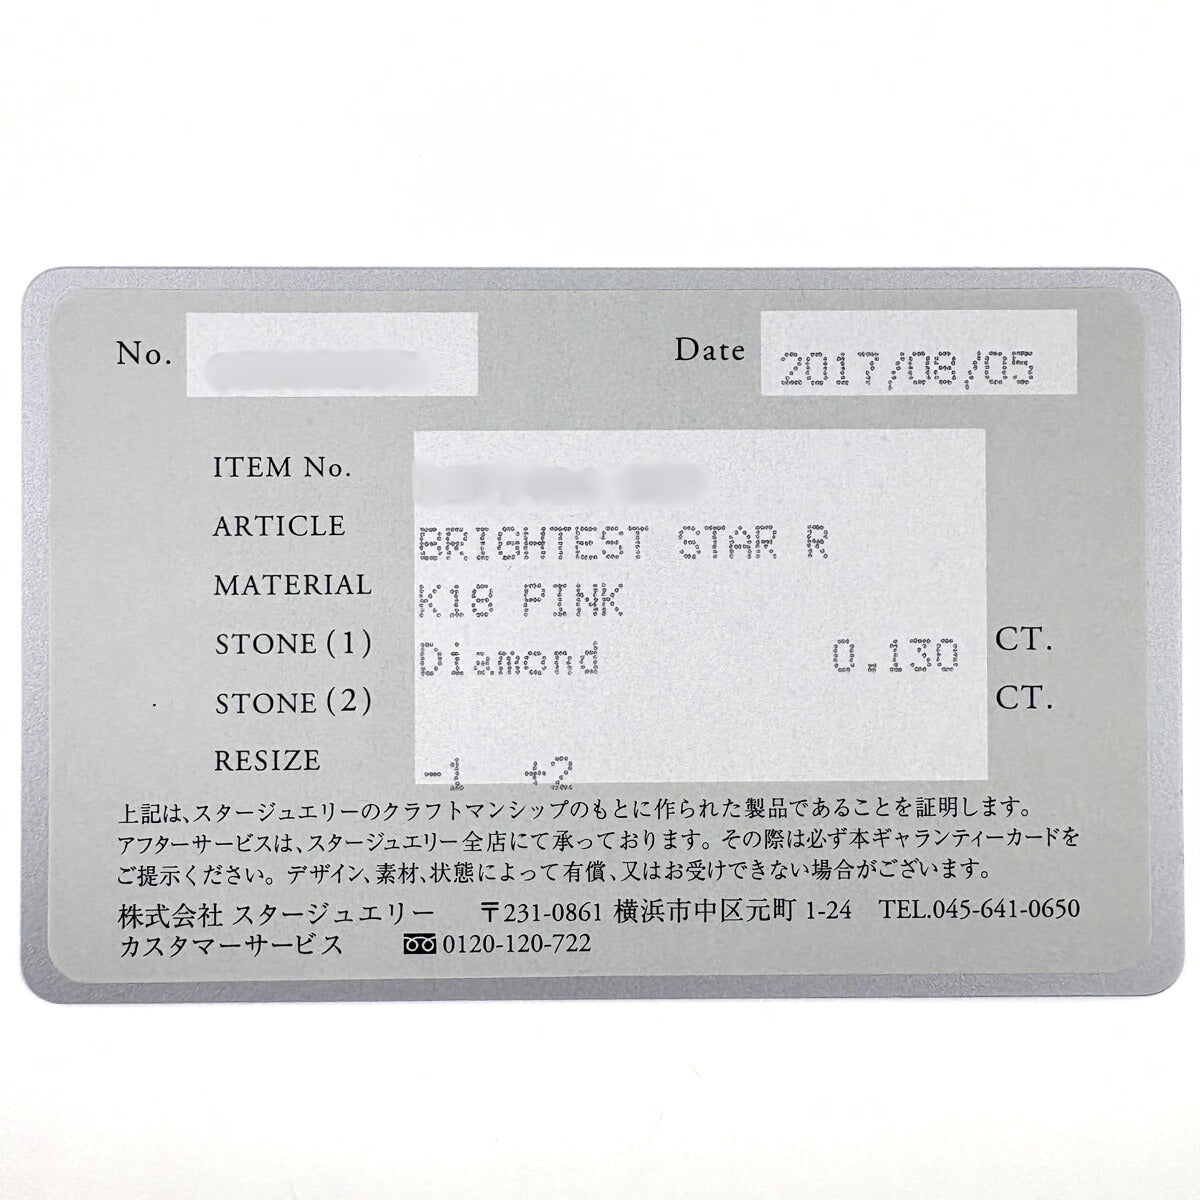 No.
Date 2017/08/05
ITEM No.
ARTICLE BRIGHTEST STAR R
MATERIAL K18 PINK
STONE (1) Diamond 0.130 CT.
STONE (2) CT.
RESIZE -1 +2
上記は、スタージュエリーのクラフトマンシップのもとに作られた製品であることを証明します。
アフターサービスは、スタージュエリー全店にて承っております。その際は必ず本ギャランティーカードを
ご提示ください。デザイン、素材、状態によって有償、又はお受けできない場合がございます。
株式会社 スタージュエリー 〒231-0861 横浜市中区元町 1-24 TEL.045-641-0650
カスタマーサービス 0120-120-722